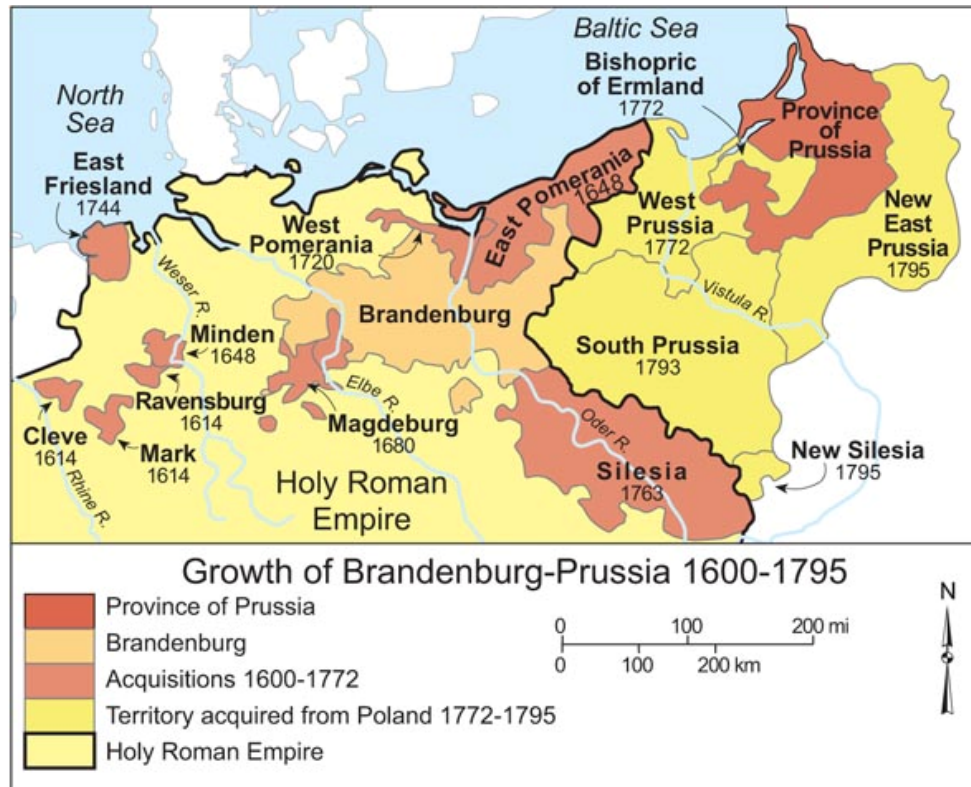 Baltic Sea
North
Sea
Bishopric
of Ermland
1772
Province
of
Prussia
East
Friesland
1744
West
Pomerania
1720
East Pomerania
1648
West
Prussia
1772
New
East
Prussia
1795
Weser R.
Vistula R.
Brandenburg
Minden
1648
South Prussia
1793
Ravensburg
1614
Elbe R.
Magdeburg
1680
Cleve
1614
Mark
1614
Oder R.
Silesia
1763
New Silesia
1795
Rhine R.
Holy Roman
Empire
Growth of Brandenburg-Prussia 1600-1795
Province of Prussia
Brandenburg
Acquisitions 1600-1772
Territory acquired from Poland 1772-1795
Holy Roman Empire
0 100 200 mi
0 100 200 km
N